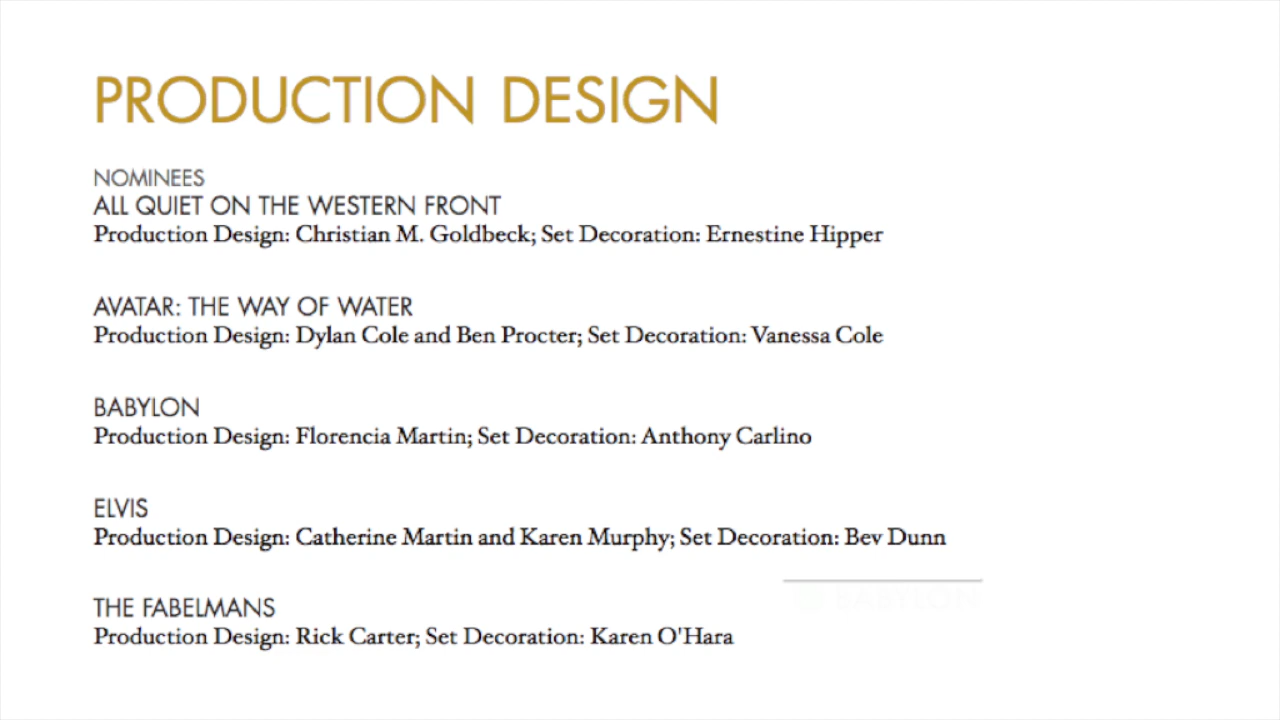 PRODUCTION DESIGN
NOMINEES
ALL QUIET ON THE WESTERN FRONT
Production Design: Christian M. Goldbeck; Set Decoration: Ernestine Hipper
AVATAR: THE WAY OF WATER
Production Design: Dylan Cole and Ben Procter; Set Decoration: Vanessa Cole
BABYLON
Production Design: Florencia Martin; Set Decoration: Anthony Carlino
ELVIS
Production Design: Catherine Martin and Karen Murphy; Set Decoration: Bev Dunn
THE FABELMANS
Production Design: Rick Carter; Set Decoration: Karen O'Hara
BABYLON